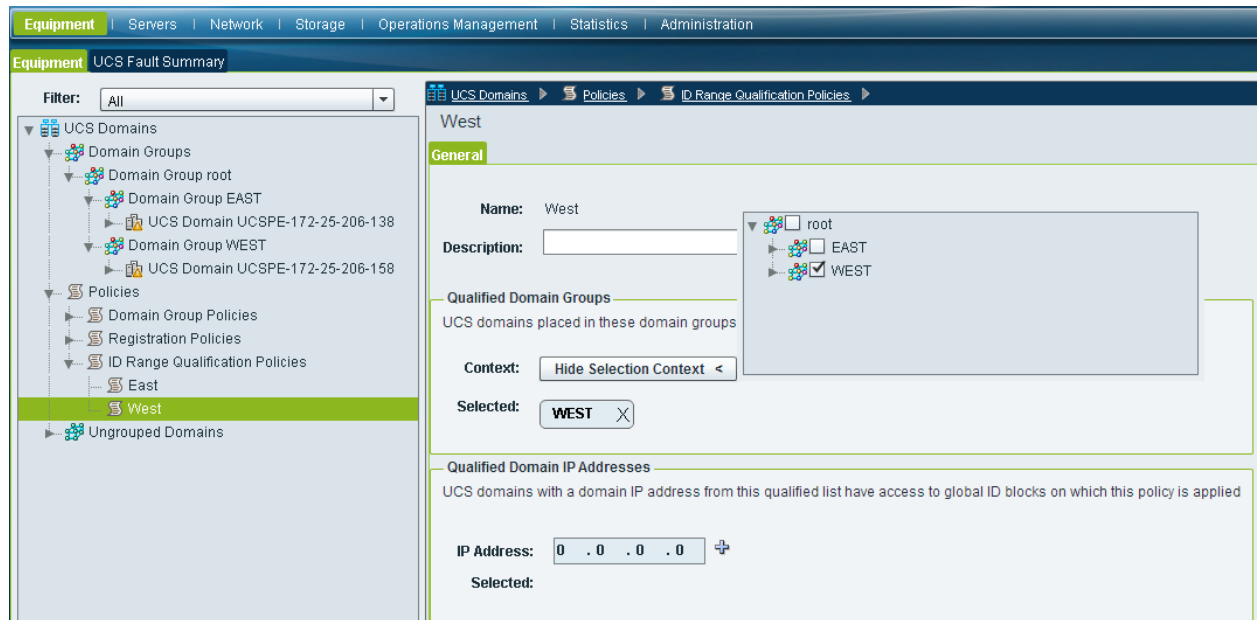 Equipment | Servers | Network | Storage | Operations Management | Statistics | Administration
Equipment UCS Fault Summary
Filter: All
UCS Domains
Domain Groups
Domain Group root
Domain Group EAST
UCS Domain UCSPE-172-25-206-138
Domain Group WEST
UCS Domain UCSPE-172-25-206-158
Policies
Domain Group Policies
Registration Policies
ID Range Qualification Policies
East
West
Ungrouped Domains
UCS Domains Policies ID Range Qualification Policies
West
General
Name: West
Description:
root
EAST
WEST
Qualified Domain Groups
UCS domains placed in these domain groups
Context: Hide Selection Context <
Selected: WEST X
Qualified Domain IP Addresses
UCS domains with a domain IP address from this qualified list have access to global ID blocks on which this policy is applied
IP Address: 0 . 0 . 0 . 0
Selected: